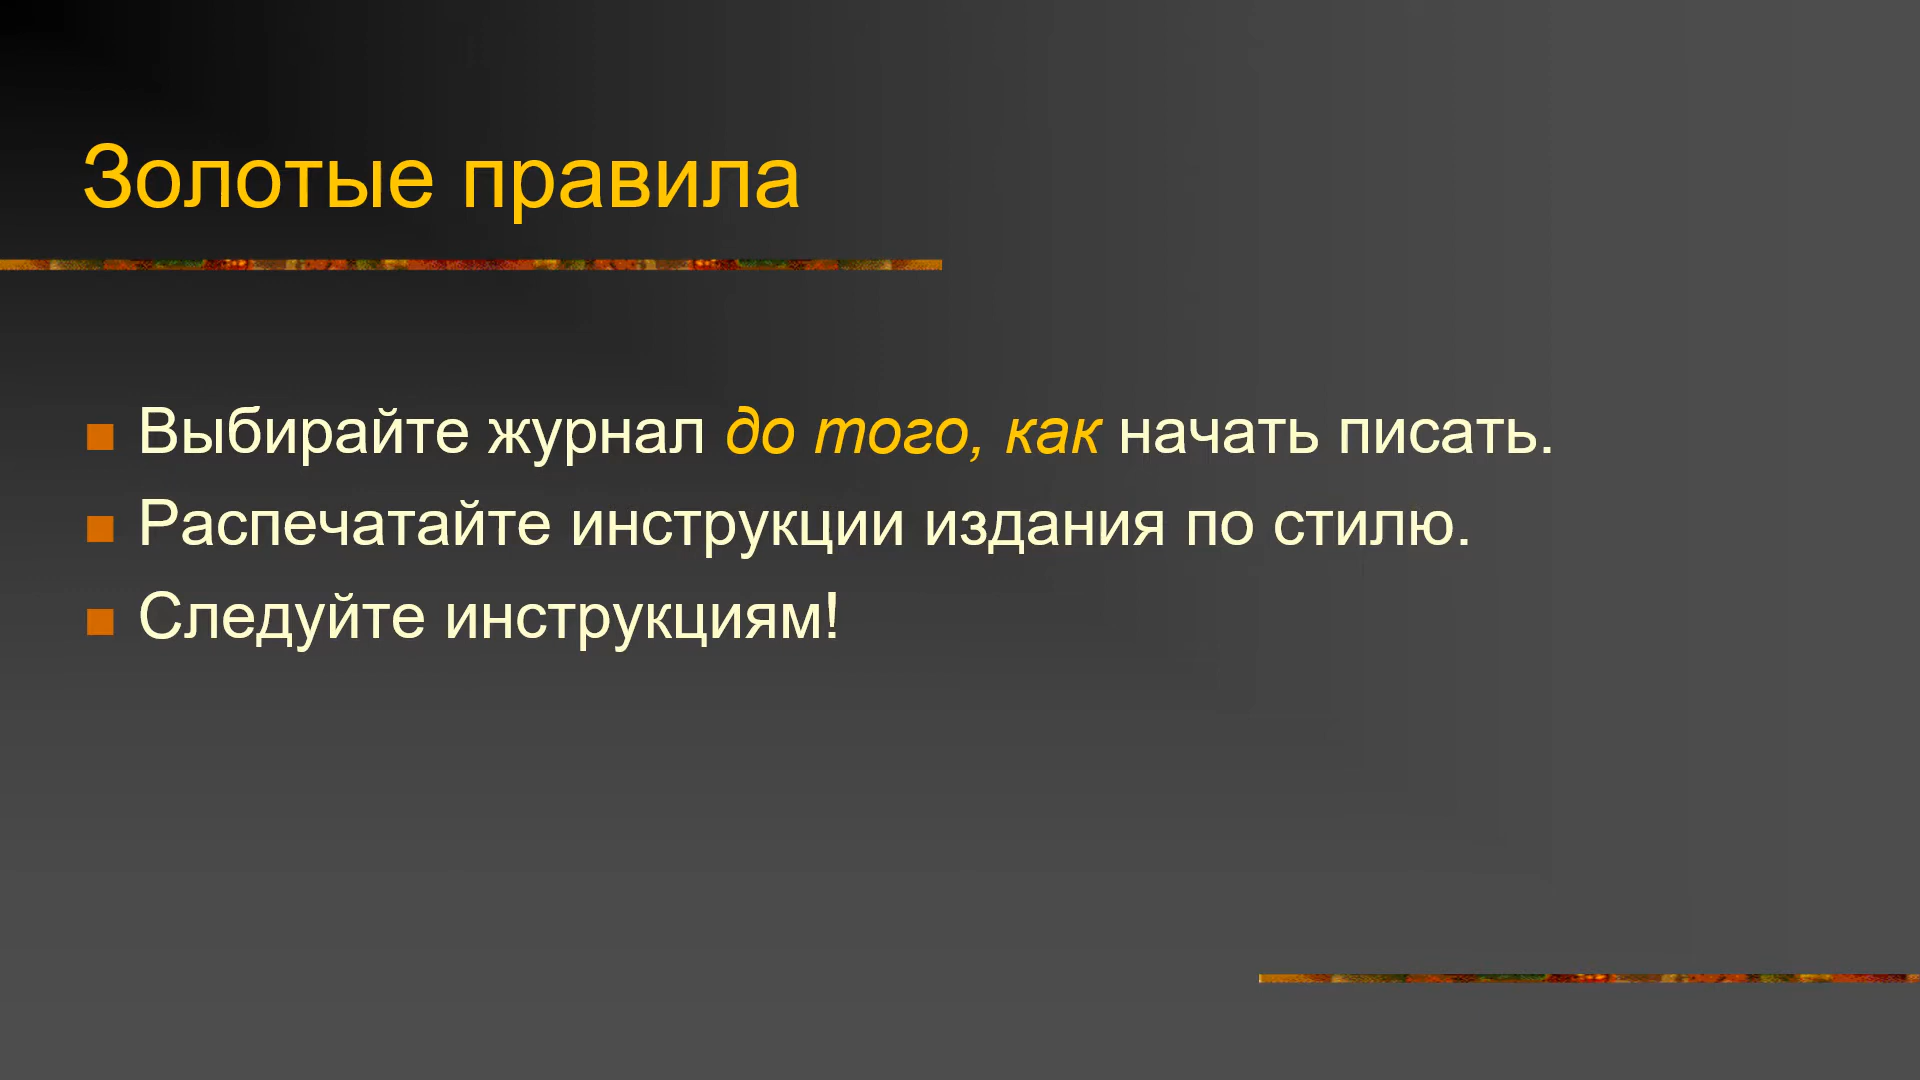 Золотые правила
Выбирайте журнал до того, как начать писать.
Распечатайте инструкции издания по стилю.
Следуйте инструкциям!